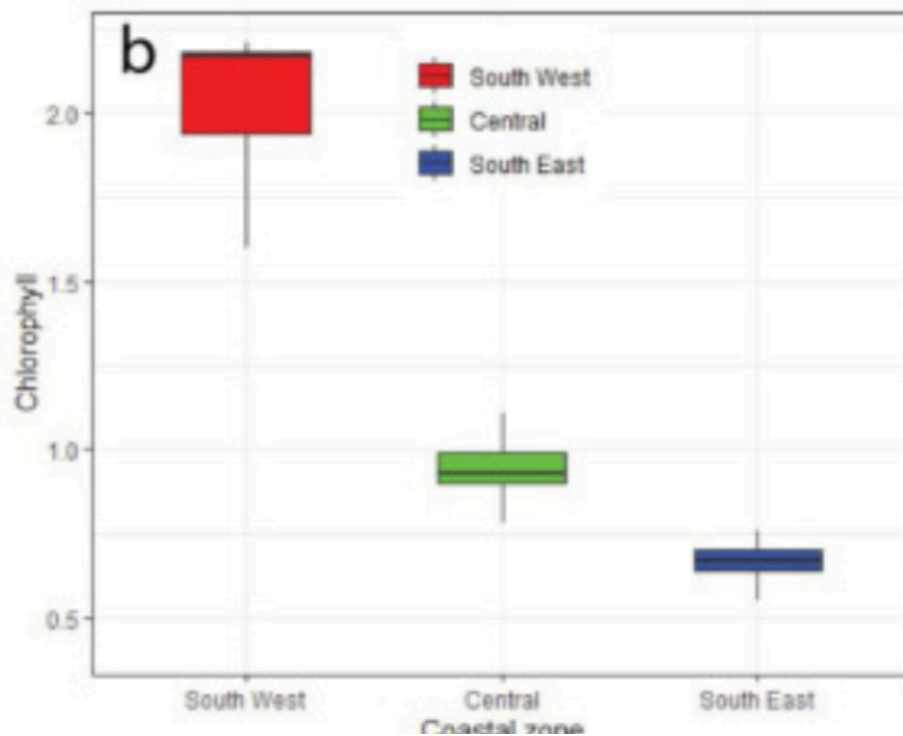 b
South West
Central
South East
2.0
1.5
1.0
0.5
Chlorophyll
South West Central South East
Coastal zone